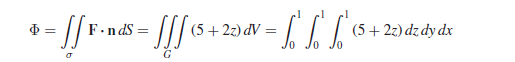 Φ = ∬_σ F · n dS = ∭_G (5 + 2z) dV = ∫_0^1 ∫_0^1 ∫_0^1 (5 + 2z) dz dy dx